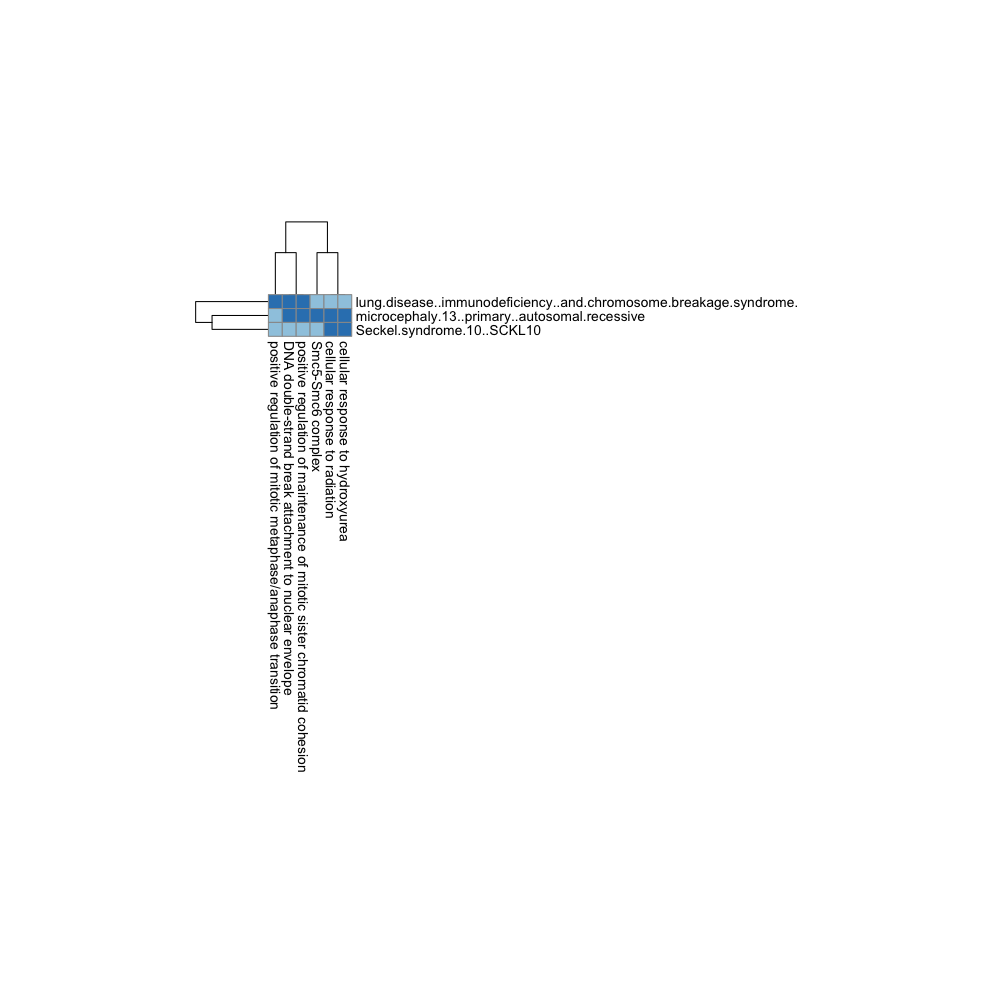 lung.disease..immunodeficiency..and.chromosome.breakage.syndrome.
microcephaly.13..primary..autosomal.recessive
Seckel.syndrome.10..SCKL10
positive regulation of mitotic metaphase/anaphase transition
DNA double-strand break attachment to nuclear envelope
positive regulation of maintenance of mitotic sister chromatid cohesion
Smc5-Smc6 complex
cellular response to radiation
cellular response to hydroxyurea